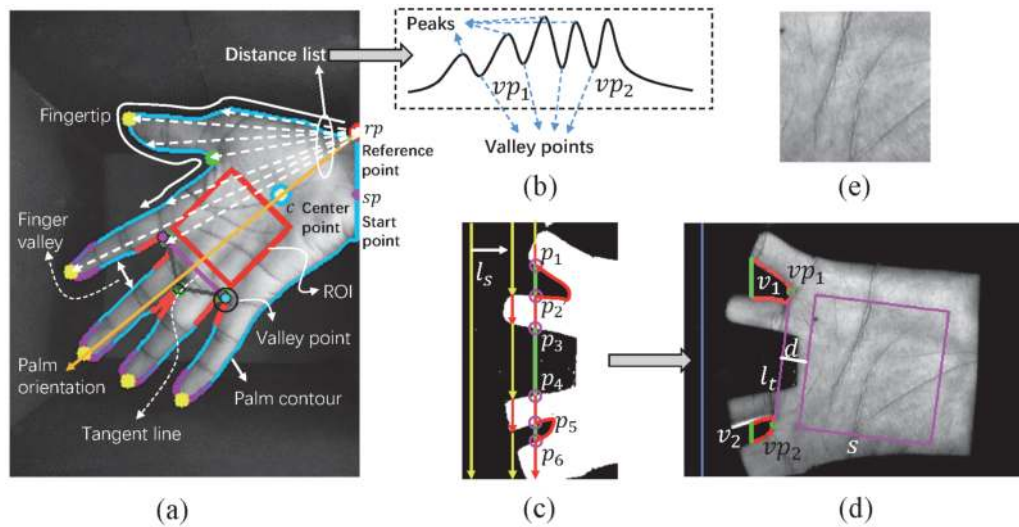 Fingertip
Distance
list
rp
Reference
point
sp
Start
point
c Center
point
Finger
valley
ROI
Valley point
Palm
orientation
Palm contour
Tangent line
(a)
Peaks
vp1
vp2
Valley points
(b)
(e)
ls
p1
p2
p3
p4
p5
p6
(c)
v1
vp1
d
lt
v2
vp2
s
(d)